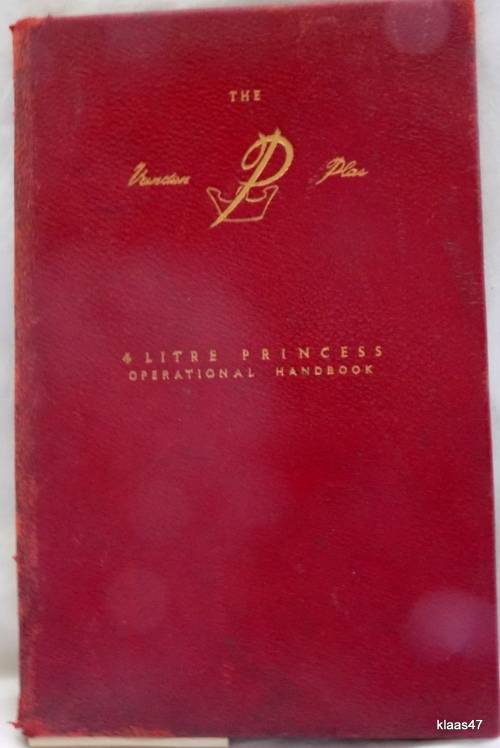 THE
Vanden P Plas
4 LITRE PRINCESS
OPERATIONAL HANDBOOK
klaas47